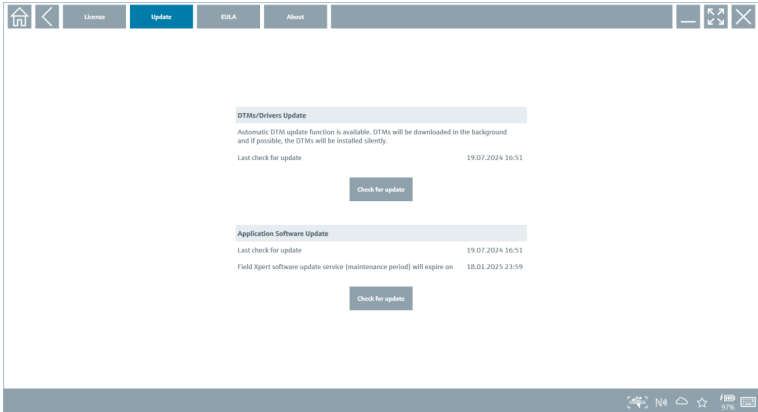 License Update EULA About
DTMs/Drivers Update
Automatic DTM update function is available. DTMs will be downloaded in the background
and if possible, the DTMs will be installed silently.
Last check for update 19.07.2024 16:51
Check for update
Application Software Update
Last check for update 19.07.2024 16:51
Field Xpert software update service (maintenance period) will expire on 18.01.2025 23:59
Check for update
97%